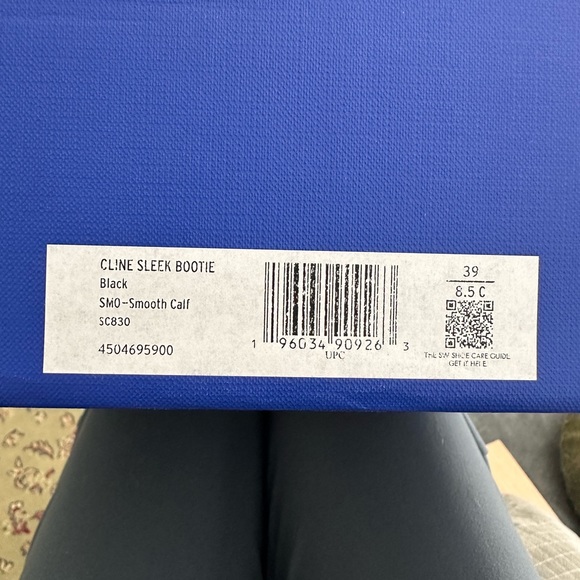 CLINE SLEEK BOOTIE
Black
SMO-Smooth Calf
SC830
4504695900
1 96034 90926 3
UPC
39
8.5 C
THE SW SHOE CARE GUIDE
GET IT HERE